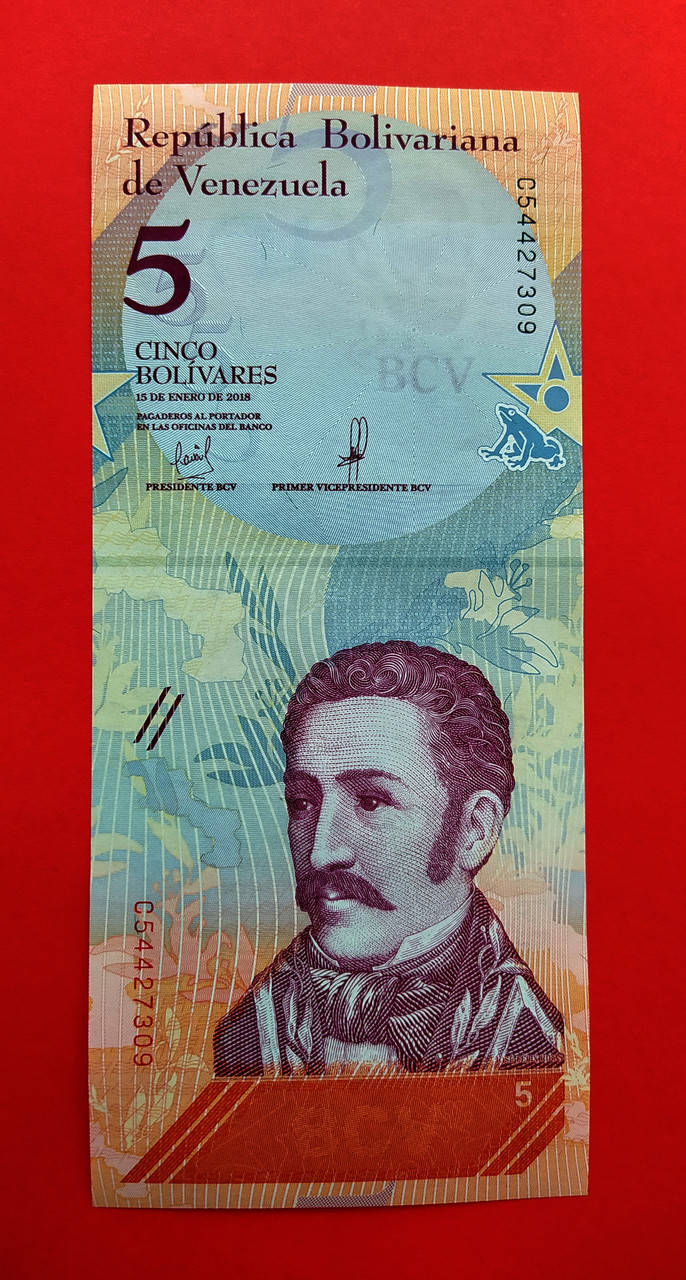 República Bolivariana
de Venezuela
C54427309
5
CINCO
BOLÍVARES
15 DE ENERO DE 2018
PAGADEROS AL PORTADOR
EN LAS OFICINAS DEL BANCO
BCV
PRESIDENTE BCV
PRIMER VICEPRESIDENTE BCV
C54427309
5
BCV